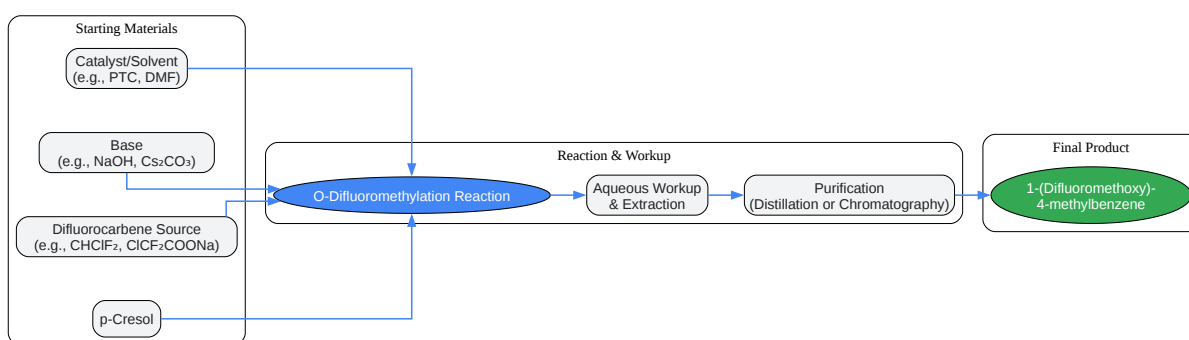 Starting Materials
Catalyst/Solvent
(e.g., PTC, DMF)
Base
(e.g., NaOH, Cs₂CO₃)
Difluorocarbene Source
(e.g., CHClF₂, ClCF₂COONa)
p-Cresol
Reaction & Workup
O-Difluoromethylation Reaction
Aqueous Workup
& Extraction
Purification
(Distillation or Chromatography)
Final Product
1-(Difluoromethoxy)-
4-methylbenzene